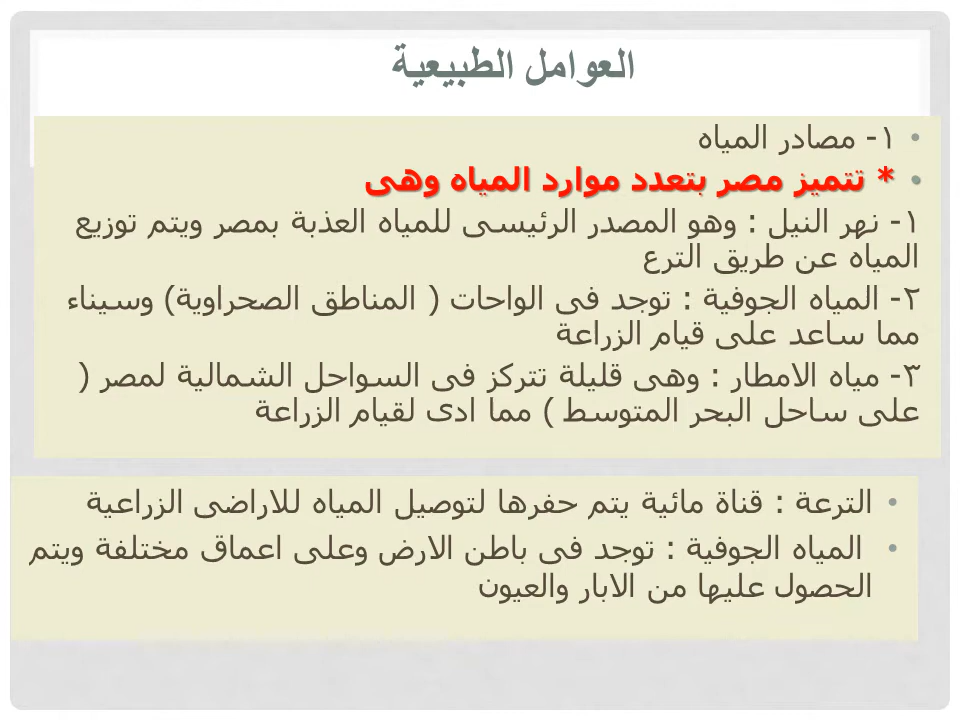 العوامل الطبيعية
• ١- مصادر المياه
• * تتميز مصر بتعدد موارد المياه وهى
١- نهر النيل : وهو المصدر الرئيسى للمياه العذبة بمصر ويتم توزيع
المياه عن طريق الترع
٢- المياه الجوفية : توجد فى الواحات ( المناطق الصحراوية) وسيناء
مما ساعد على قيام الزراعة
٣- مياه الامطار : وهى قليلة تتركز فى السواحل الشمالية لمصر (
على ساحل البحر المتوسط ) مما ادى لقيام الزراعة
• الترعة : قناة مائية يتم حفرها لتوصيل المياه للاراضى الزراعية
• المياه الجوفية : توجد فى باطن الارض وعلى اعماق مختلفة ويتم
الحصول عليها من الابار والعيون